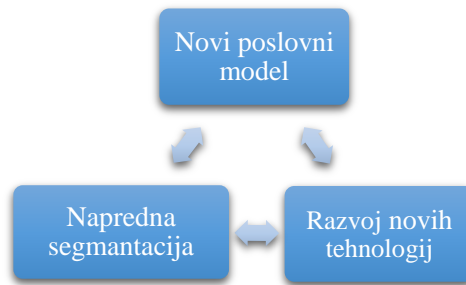 Novi poslovni
model
Napredna
segmantacija
Razvoj novih
tehnologij